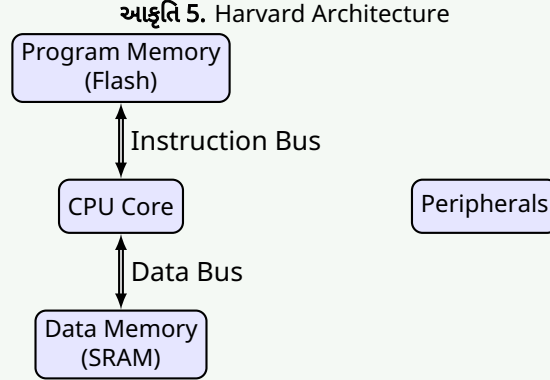 આકૃતિ 5. Harvard Architecture
Program Memory
(Flash)
Instruction Bus
CPU Core
Peripherals
Data Bus
Data Memory
(SRAM)